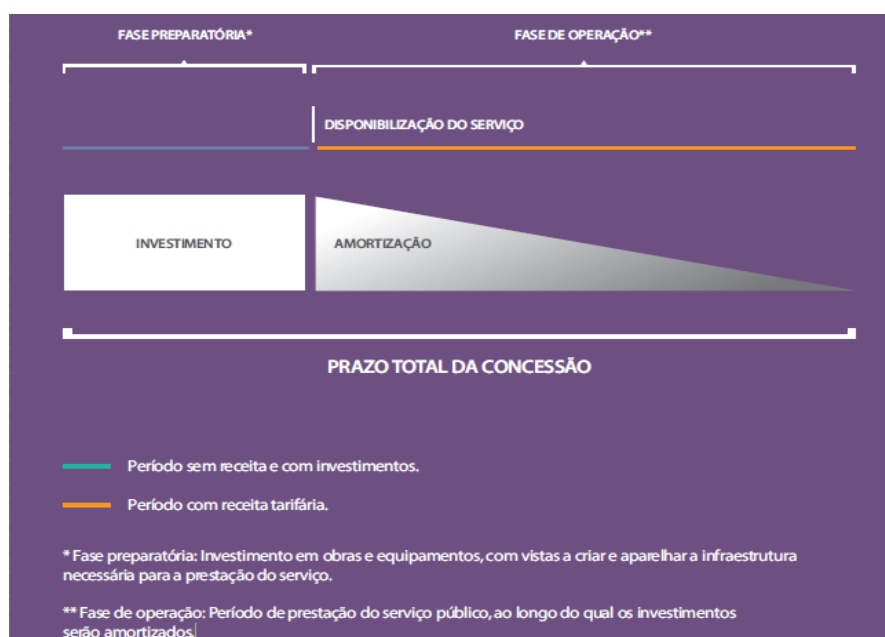 FASE PREPARATÓRIA*
FASE DE OPERAÇÃO**
DISPONIBILIZAÇÃO DO SERVIÇO
INVESTIMENTO
AMORTIZAÇÃO
PRAZO TOTAL DA CONCESSÃO
Período sem receita e com investimentos.
Período com receita tarifária.
* Fase preparatória: Investimento em obras e equipamentos, com vistas a criar e aparelhar a infraestrutura
necessária para a prestação do serviço.
** Fase de operação: Período de prestação do serviço público, ao longo do qual os investimentos
serão amortizados.